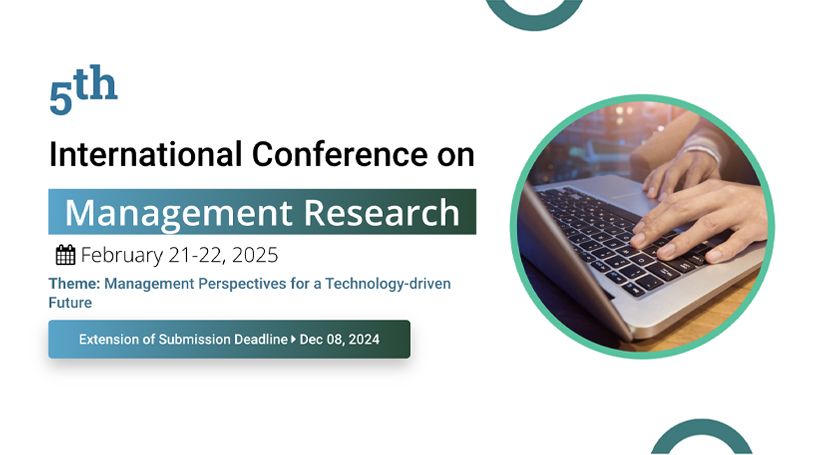 5th
International Conference on
Management Research
February 21-22, 2025
Theme: Management Perspectives for a Technology-driven
Future
Extension of Submission Deadline Dec 08, 2024